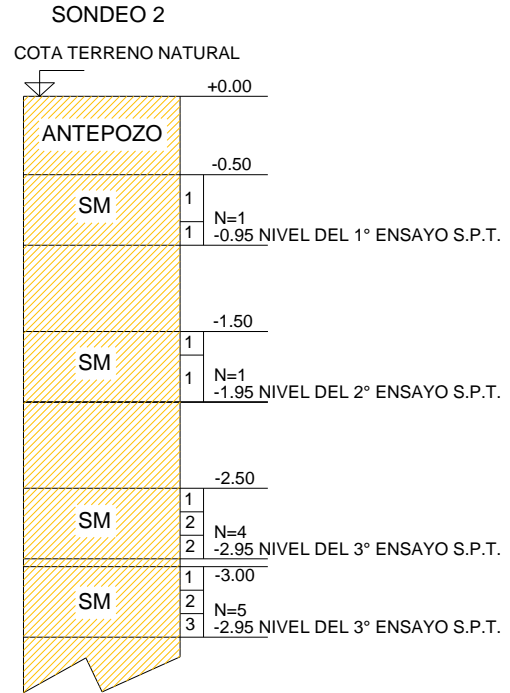 SONDEO 2
COTA TERRENO NATURAL
+0.00
ANTEPOZO
-0.50
SM
1
1
N=1
-0.95 NIVEL DEL 1° ENSAYO S.P.T.
-1.50
SM
1
1
N=1
-1.95 NIVEL DEL 2° ENSAYO S.P.T.
-2.50
SM
1
2
2
N=4
-2.95 NIVEL DEL 3° ENSAYO S.P.T.
-3.00
SM
1
2
3
N=5
-2.95 NIVEL DEL 3° ENSAYO S.P.T.